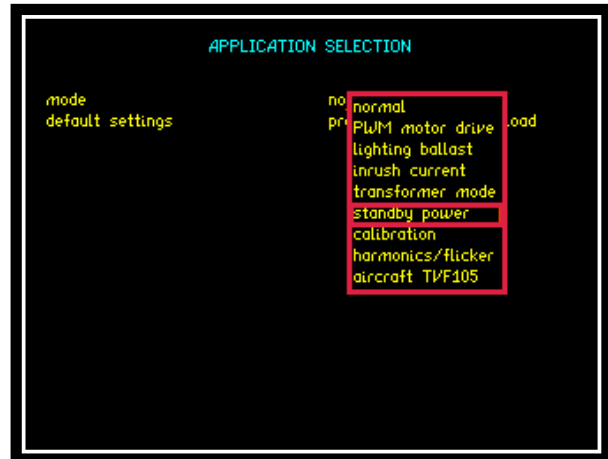 APPLICATION SELECTION
mode
default settings
normal
PWM motor drive
lighting ballast
inrush current
transformer mode
standby power
calibration
harmonics/flicker
aircraft TVF105